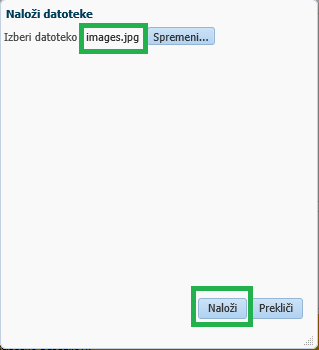 Naloži datoteke
Izberi datoteko images.jpg Spremeni...
Naloži Prekliči